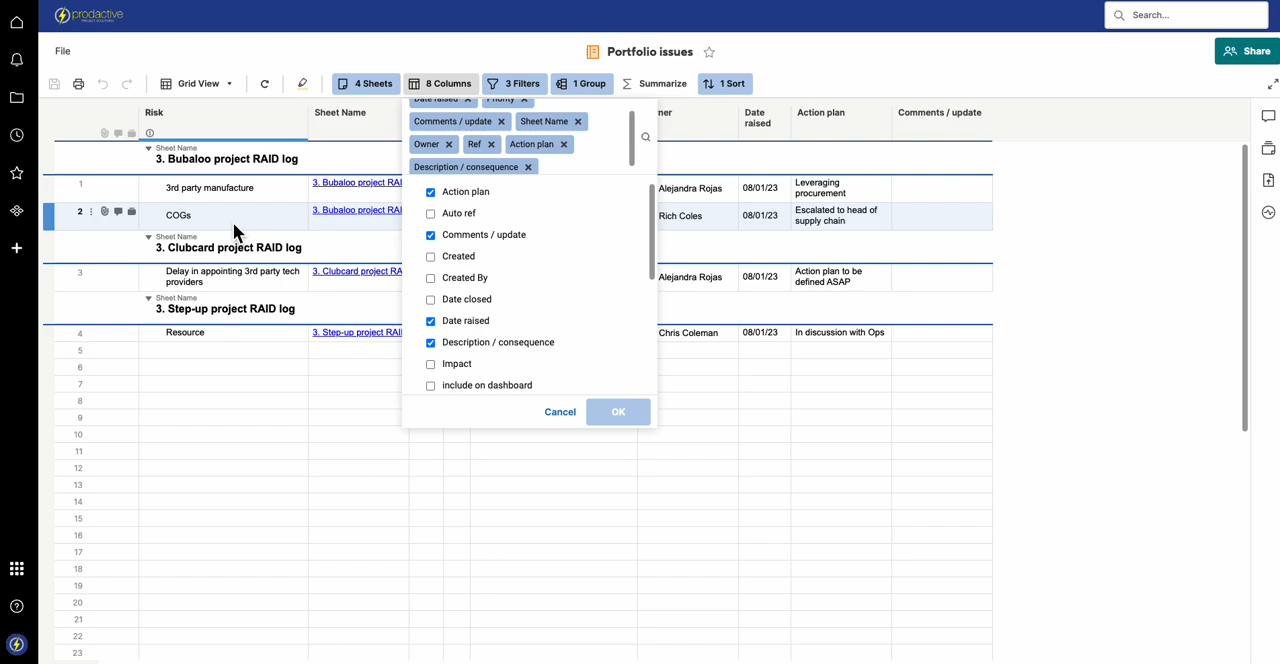 prodactive
Search...
File
Portfolio issues
Share
Grid View
4 Sheets
8 Columns
3 Filters
1 Group
Summarize
1 Sort
Risk
Sheet Name
Date raised
Action plan
Comments / update
Date raised
Priority
Comments / update
Sheet Name
Owner
Ref
Action plan
Description / consequence
Action plan
Auto ref
Comments / update
Created
Created By
Date closed
Date raised
Description / consequence
Impact
include on dashboard
Cancel
OK
Sheet Name
3. Bubaloo project RAID log
1
3rd party manufacture
3. Bubaloo project RAI
Alejandra Rojas
08/01/23
Leveraging
procurement
2
COGs
3. Bubaloo project RAI
Rich Coles
08/01/23
Escalated to head of
supply chain
Sheet Name
3. Clubcard project RAID log
3
Delay in appointing 3rd party tech
providers
3. Clubcard project RA
Alejandra Rojas
08/01/23
Action plan to be
defined ASAP
Sheet Name
3. Step-up project RAID log
4
Resource
3. Step-up project RAI
Chris Coleman
08/01/23
In discussion with Ops
5
6
7
8
9
10
11
12
13
14
15
16
17
18
19
20
21
22
23